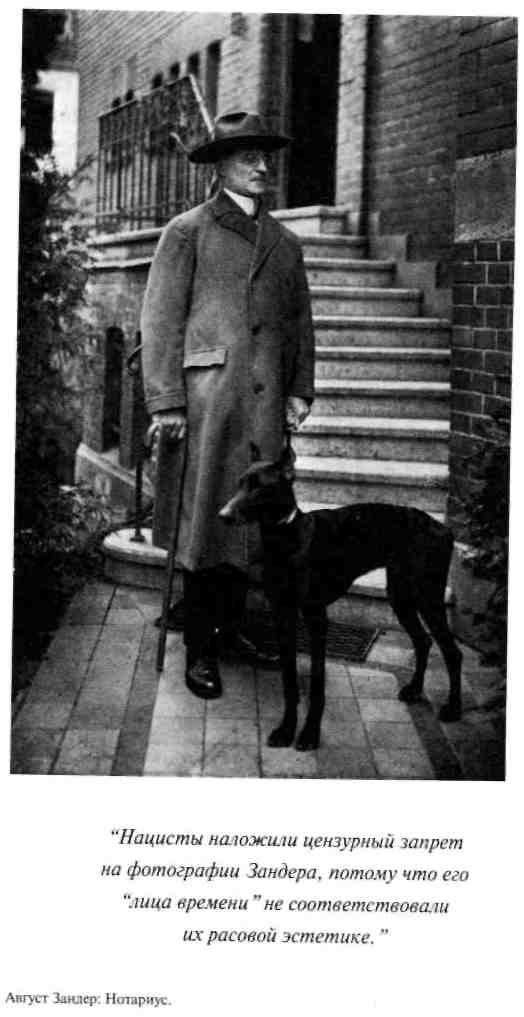 “Нацисты наложили цензурный запрет
на фотографии Зандера, потому что его
“лица времени” не соответствовали
их расовой эстетике.”
Август Зандер: Нотариус.